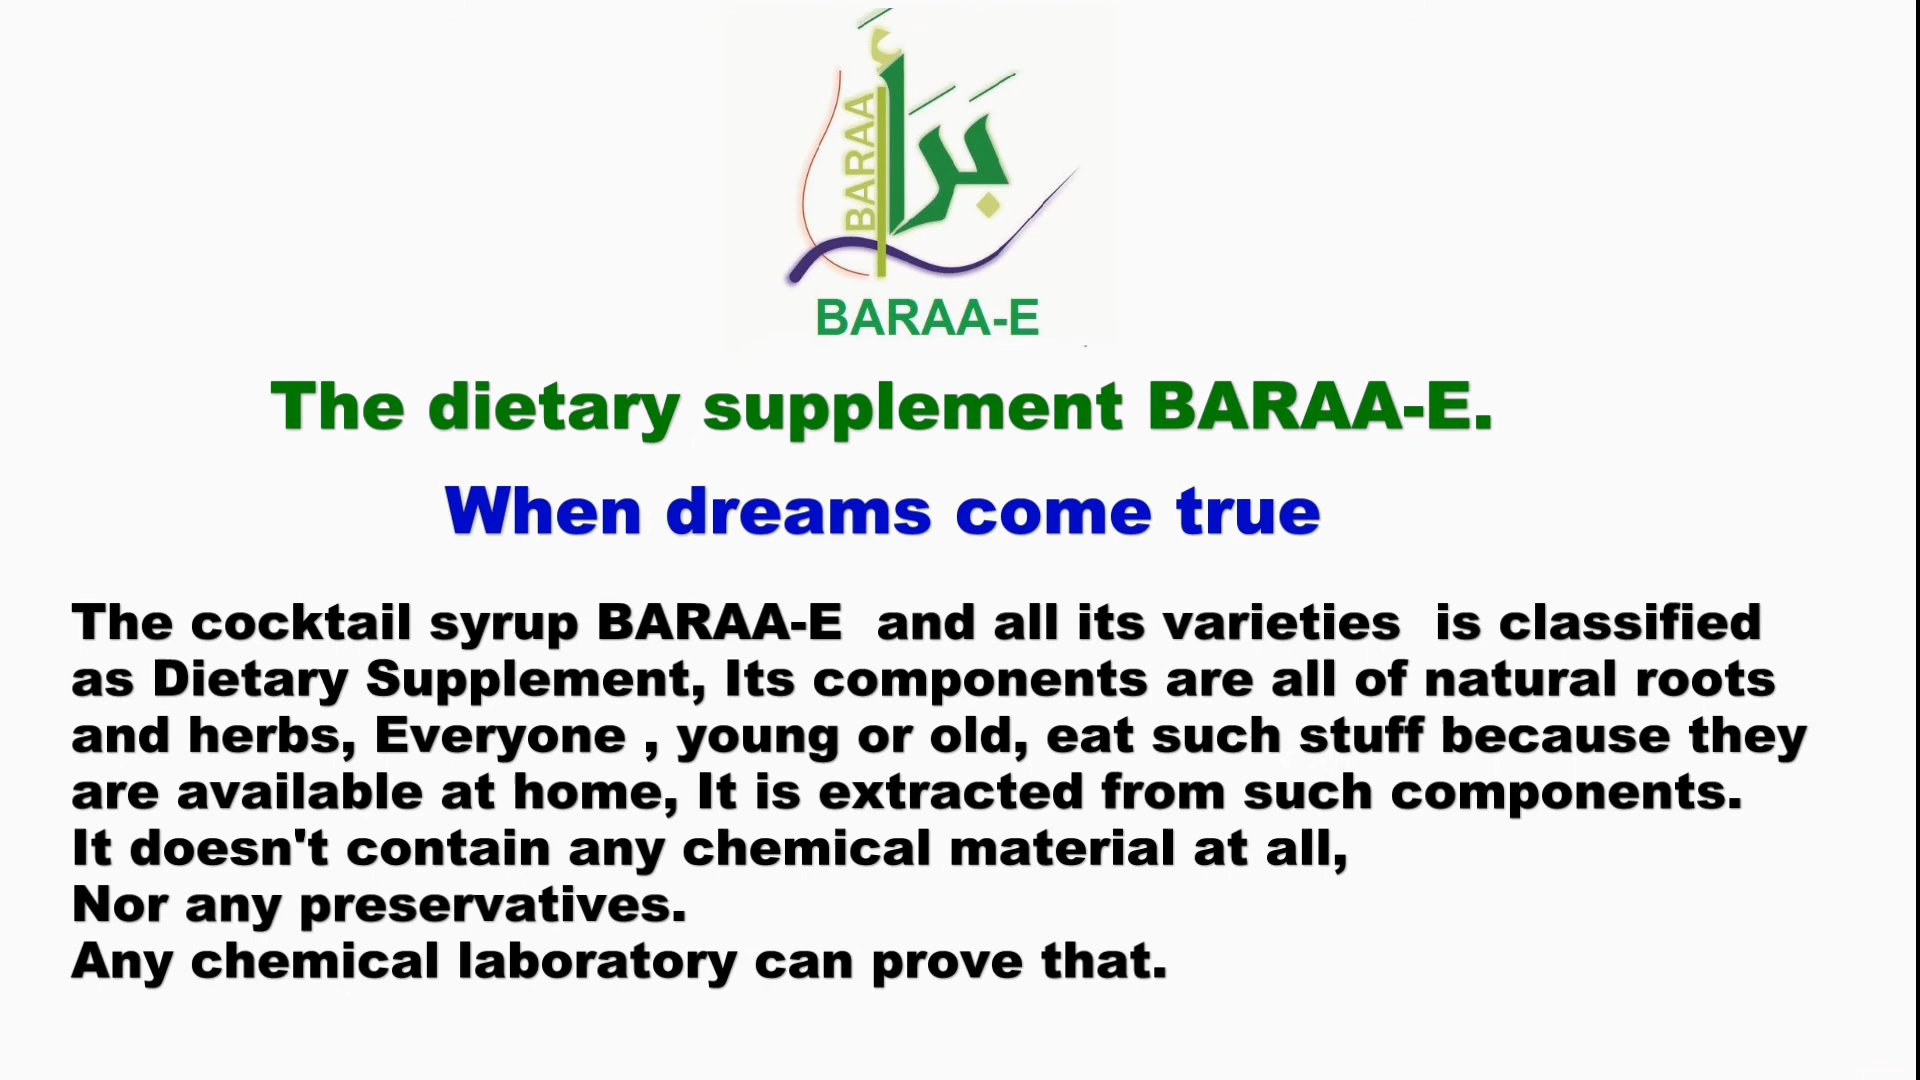 بَرَأَ
BARAA
BARAA-E
The dietary supplement BARAA-E.
When dreams come true
The cocktail syrup BARAA-E  and all its varieties  is classified
as Dietary Supplement, Its components are all of natural roots
and herbs, Everyone , young or old, eat such stuff because they
are available at home, It is extracted from such components.
It doesn't contain any chemical material at all,
Nor any preservatives.
Any chemical laboratory can prove that.